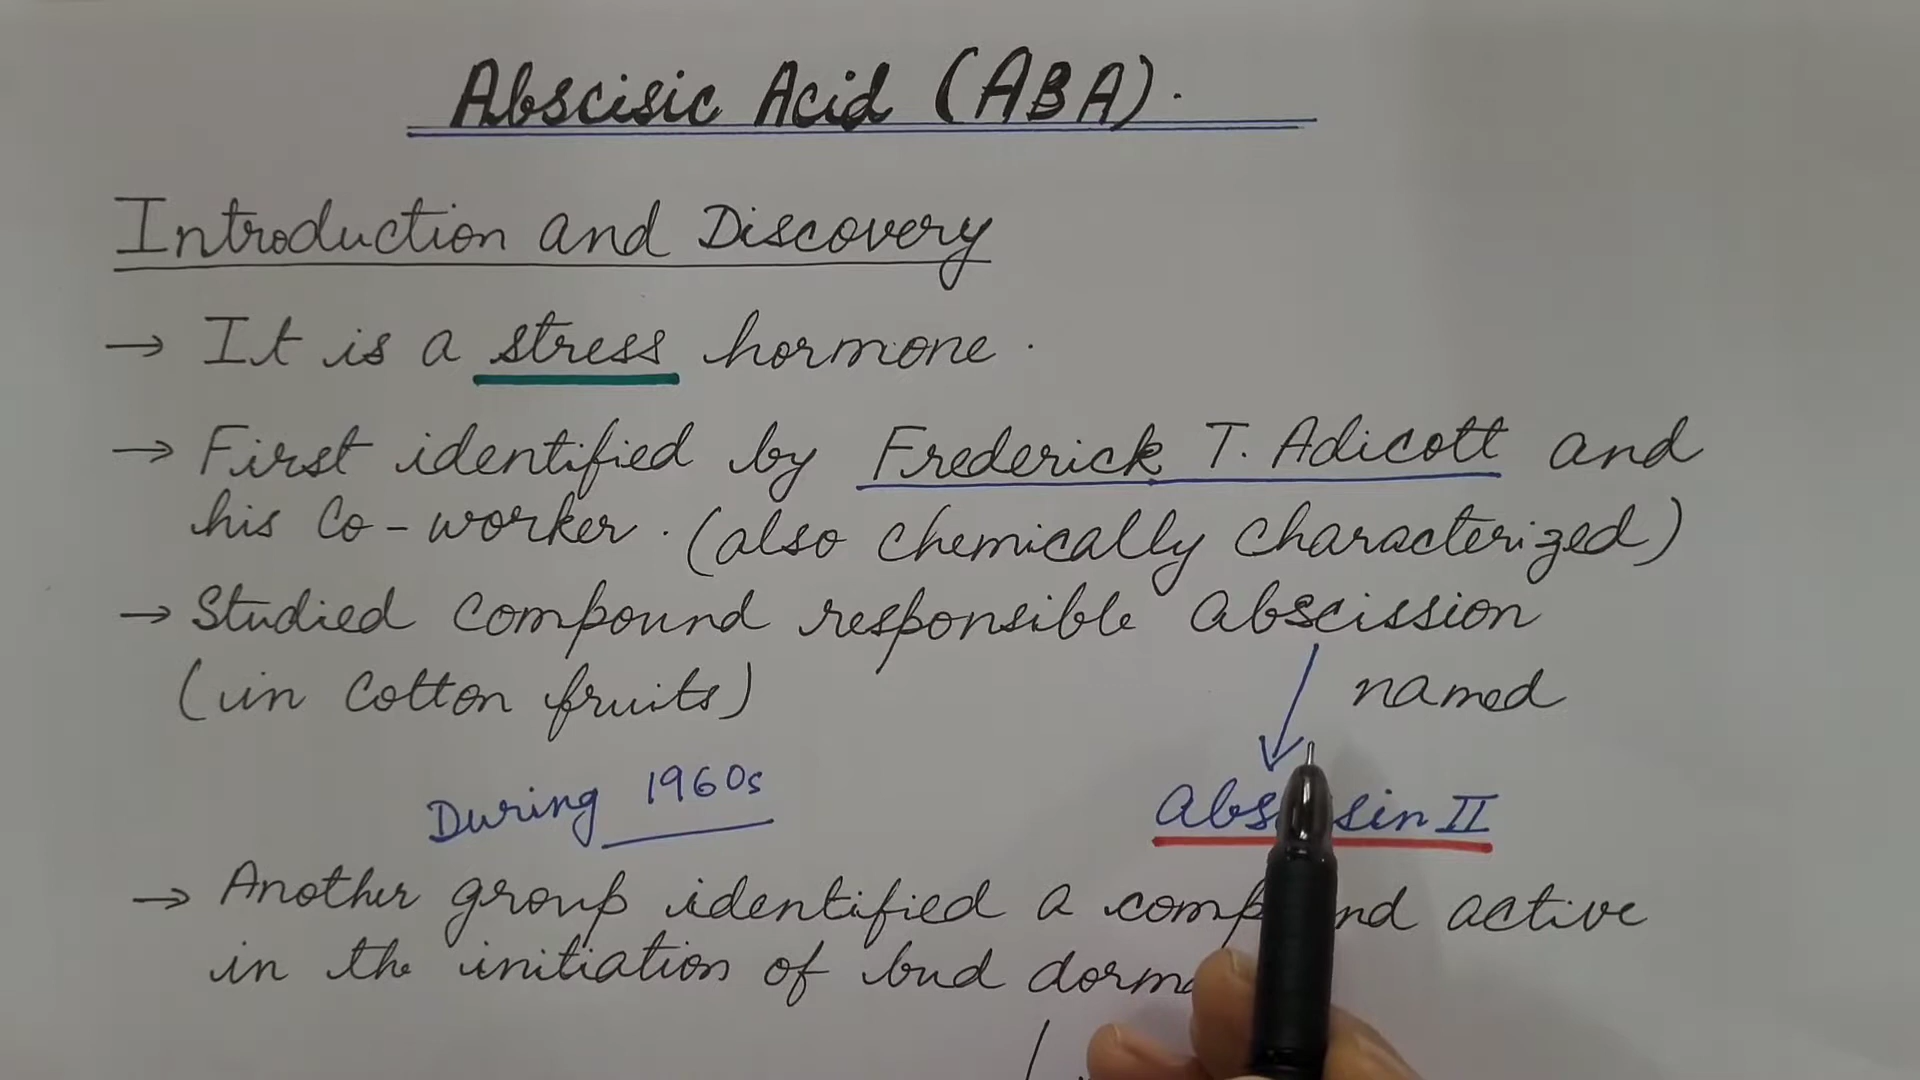 Abscisic Acid (ABA).
Introduction and Discovery
→ It is a stress hormone.
→ First identified by Frederick T. Adicott and
his Co-worker. (also chemically characterized)
→ Studied compound responsible abscission
(in Cotton fruits)
named
During 1960s
II
→ Another group identified a active
in the initiation of bud